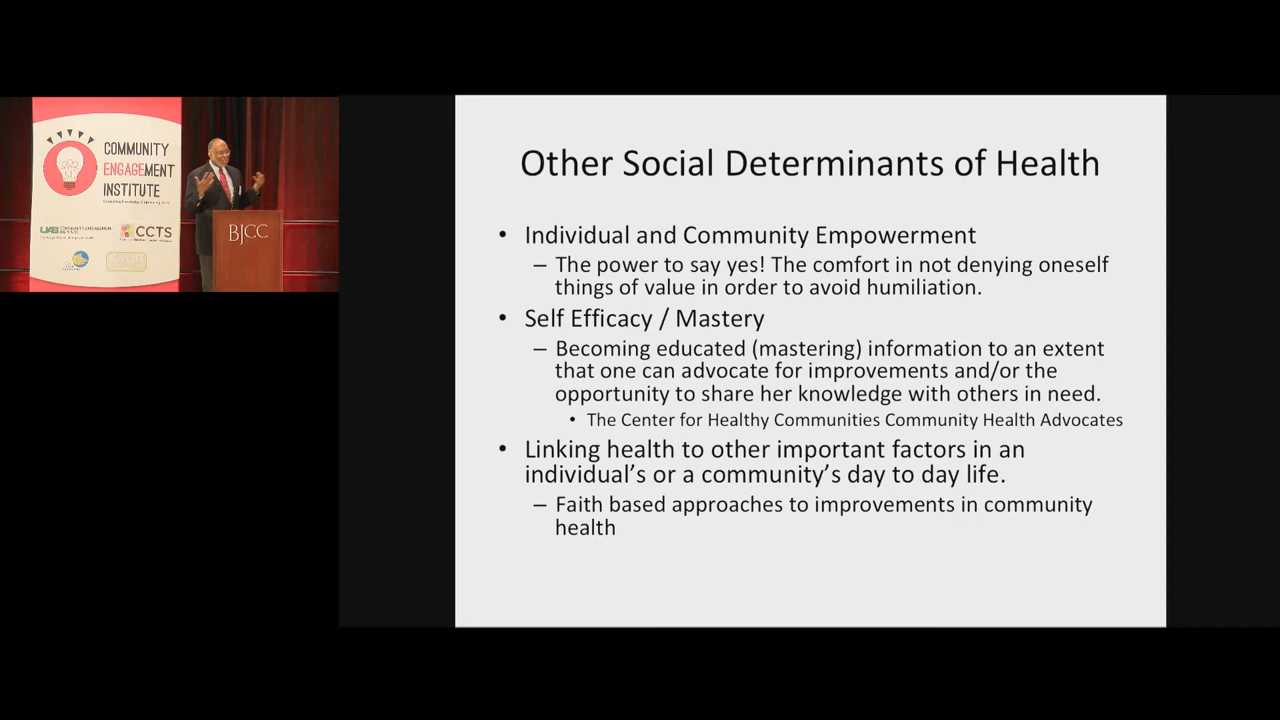 COMMUNITY
ENGAGEMENT
INSTITUTE
UAB
CCTS
BJCC
Other Social Determinants of Health
• Individual and Community Empowerment
– The power to say yes! The comfort in not denying oneself
things of value in order to avoid humiliation.
• Self Efficacy / Mastery
– Becoming educated (mastering) information to an extent
that one can advocate for improvements and/or the
opportunity to share her knowledge with others in need.
• The Center for Healthy Communities Community Health Advocates
• Linking health to other important factors in an
individual’s or a community’s day to day life.
– Faith based approaches to improvements in community
health